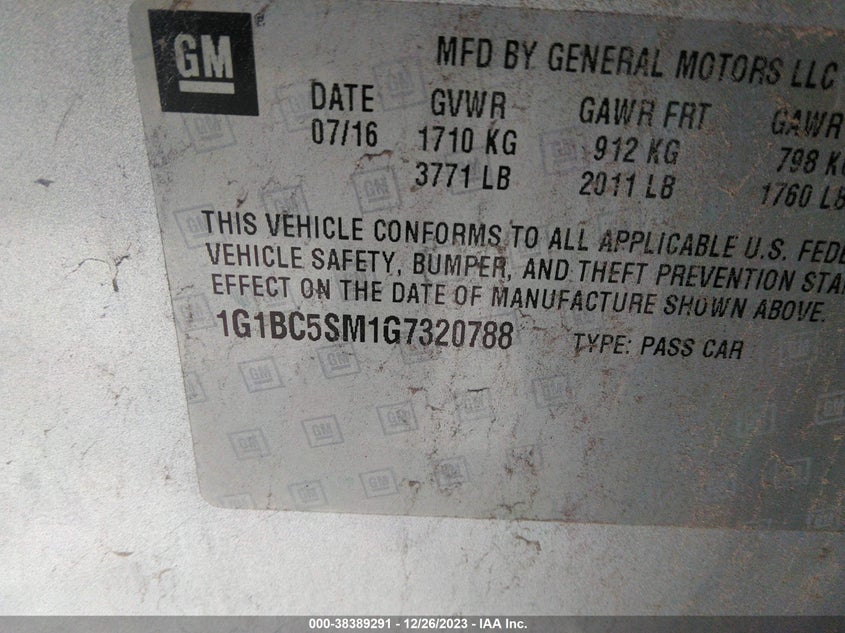 GM
MFD BY GENERAL MOTORS LLC
DATE GVWR GAWR FRT GAWR
07/16 1710 KG 912 KG 798
3771 LB 2011 LB 1760 LB
THIS VEHICLE CONFORMS TO ALL APPLICABLE U.S.
VEHICLE SAFETY, BUMPER, AND THEFT PREVENTION
EFFECT ON THE DATE OF MANUFACTURE SHOWN ABOVE.
1G1BC5SM1G7320788 TYPE: PASS CAR
000-38389291 - 12/26/2023 - IAA Inc.